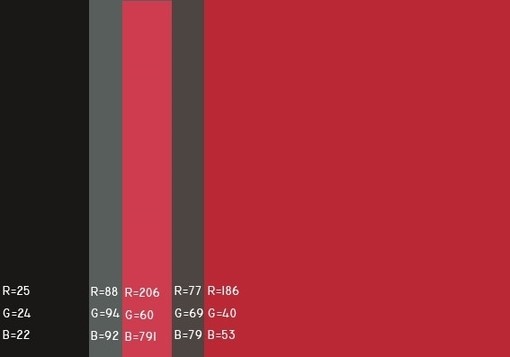 R=25
G=24
B=22
R=88
G=94
B=92
R=206
G=60
B=791
R=77
G=69
B=79
R=186
G=40
B=53